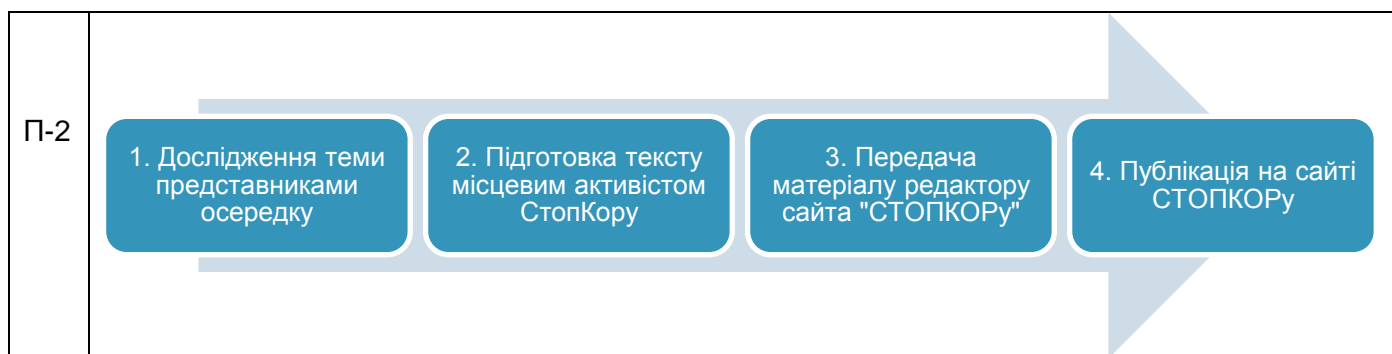 П-2
1. Дослідження теми
представниками
осередку
2. Підготовка тексту
місцевим активістом
СтопКору
3. Передача
матеріалу редактору
сайта "СТОПКОРу"
4. Публікація на сайті
СТОПКОРу